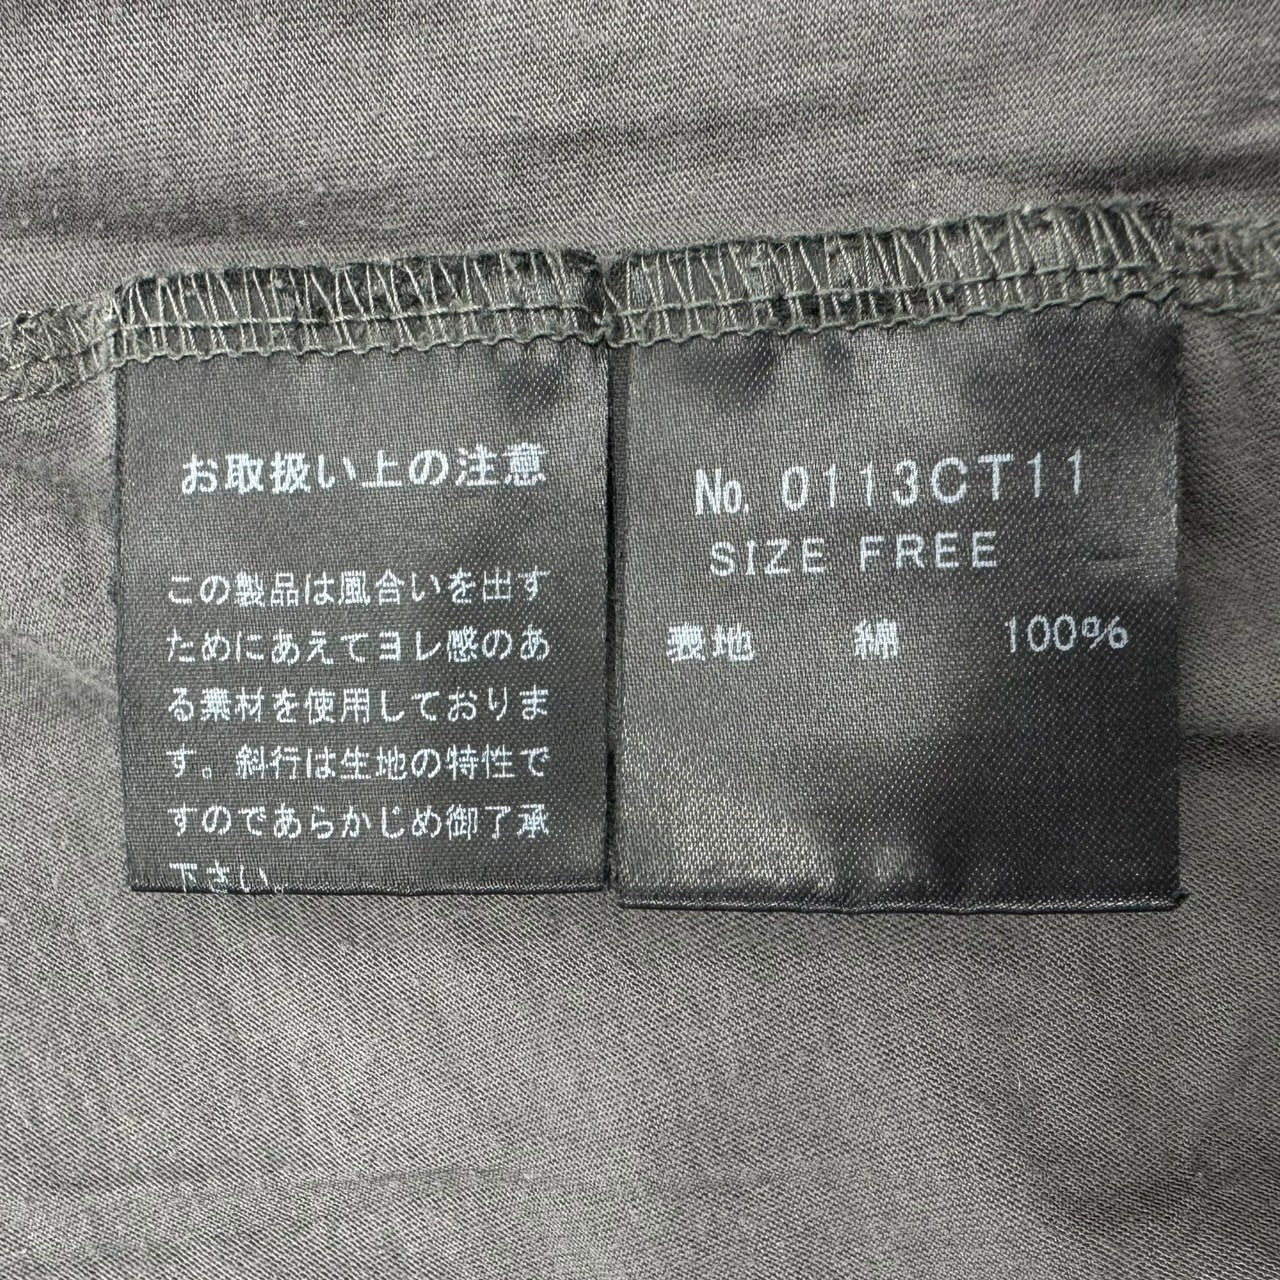 お取扱い上の注意
この製品は風合いを出す
ためにあえてヨレ感のあ
る素材を使用しておりま
す。斜行は生地の特性で
すのであらかじめ御了承
下さい。
№ 0113CT11
SIZE FREE
表地 綿 100%